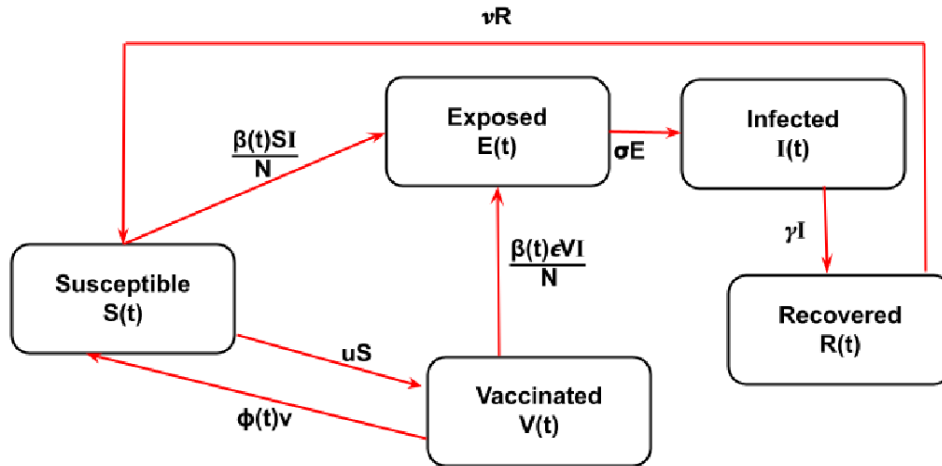 νR
Exposed
E(t)
Infected
I(t)
β(t)SI
N
σE
γI
β(t)ϵVI
N
Susceptible
S(t)
Recovered
R(t)
uS
Vaccinated
V(t)
ϕ(t)v